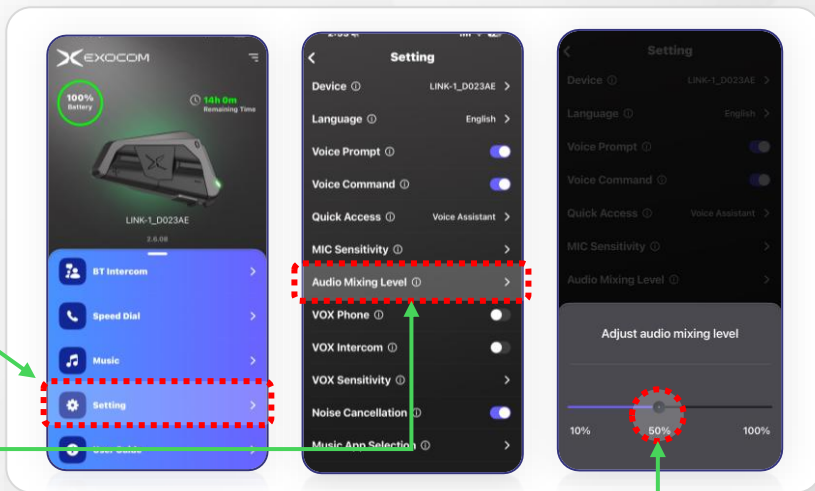 EXOCOM
100%
Battery
14h 0m
Remaining Time
LINK-1_D023AE
2.6.08
BT Intercom
Speed Dial
Music
Setting
User Guide
Setting
Device LINK-1_D023AE
Language English
Voice Prompt
Voice Command
Quick Access Voice Assistant
MIC Sensitivity
Audio Mixing Level
VOX Phone
VOX Intercom
VOX Sensitivity
Noise Cancellation
Music App Selection
Setting
Device LINK-1_D023AE
Language English
Voice Prompt
Voice Command
Quick Access Voice Assistant
MIC Sensitivity
Audio Mixing Level
Adjust audio mixing level
10% 50% 100%